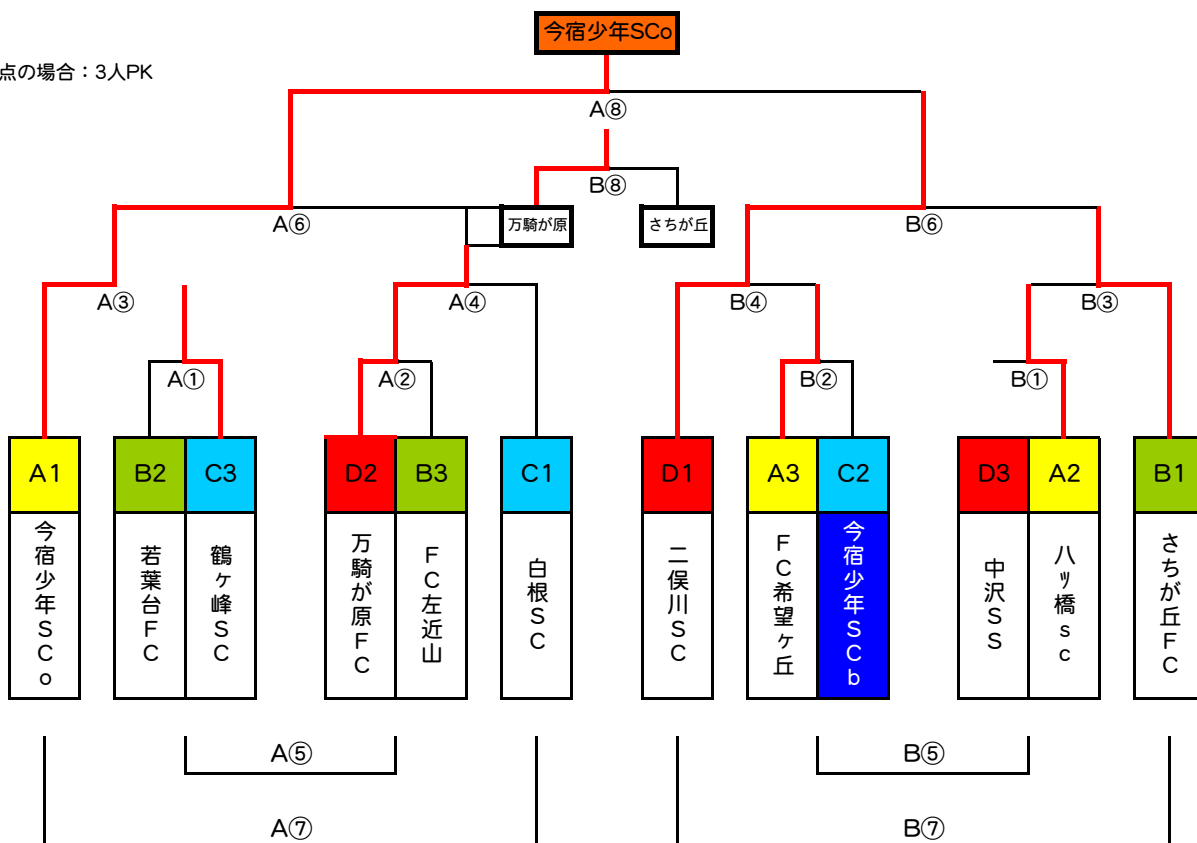 今宿少年SCo
点の場合：3人PK
A⑧
B⑧
A⑥
万騎が原
さちが丘
B⑥
A③
A④
B④
B③
A①
A②
B②
B①
A1
B2
C3
D2
B3
C1
D1
A3
C2
D3
A2
B1
今宿少年SCo
若葉台FC
鶴ヶ峰SC
万騎が原FC
FC左近山
白根SC
二俣川SC
FC希望ヶ丘
今宿少年SCb
中沢SS
八ッ橋sc
さちが丘FC
A⑤
B⑤
A⑦
B⑦